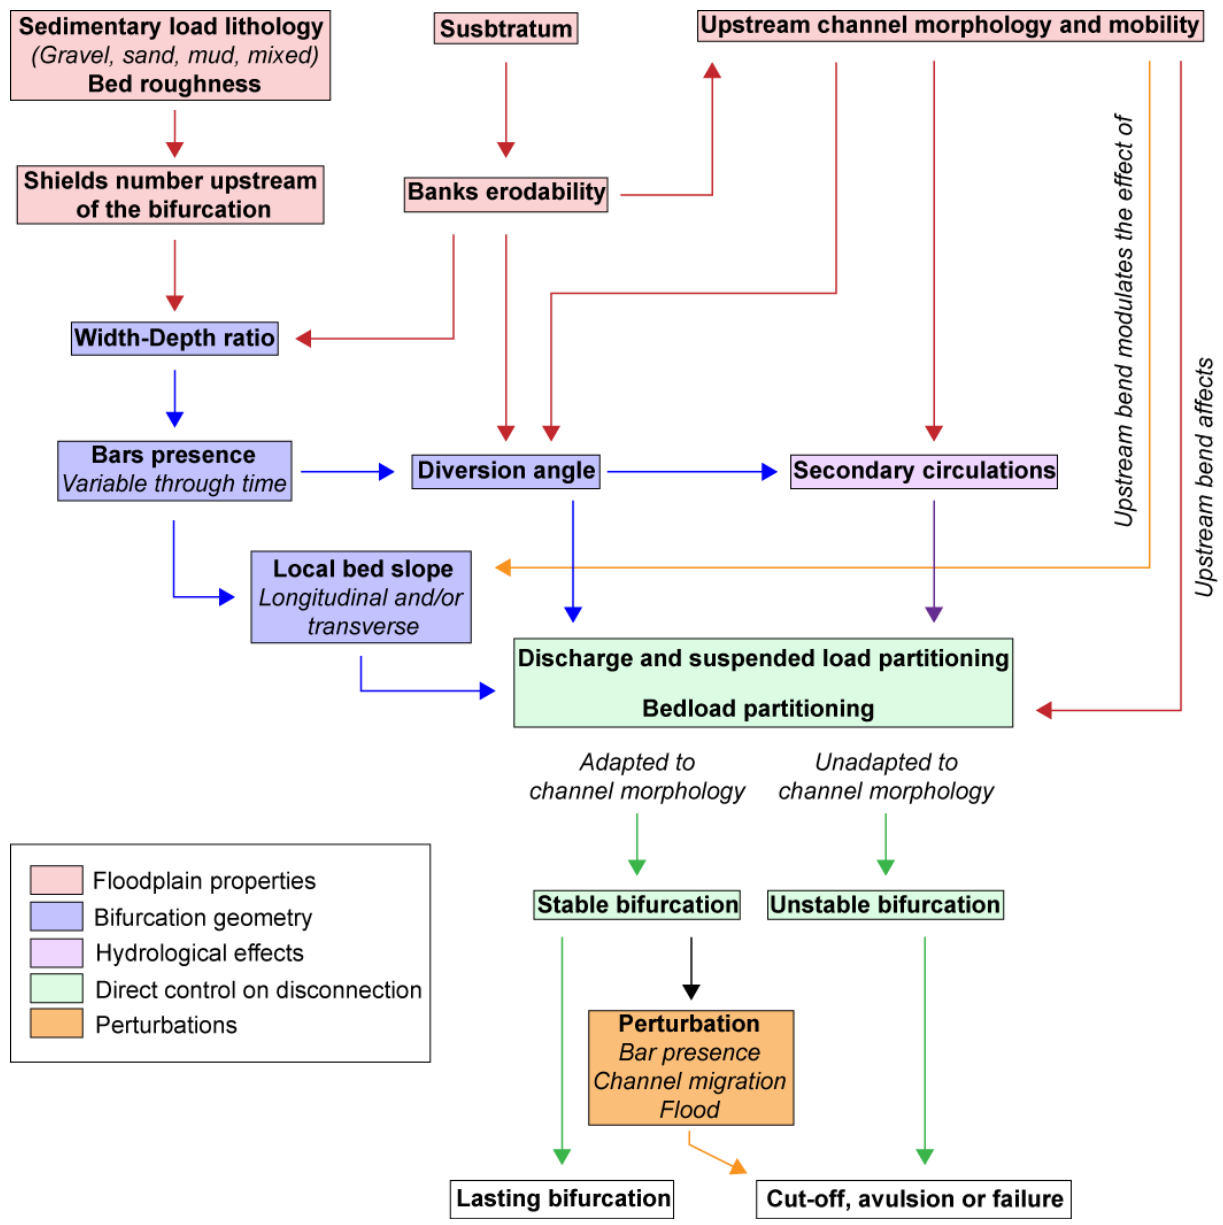 Sedimentary load lithology
(Gravel, sand, mud, mixed)
Bed roughness
Susbtratum
Upstream channel morphology and mobility
Shields number upstream
of the bifurcation
Banks erodability
Upstream bend modulates the effect of
Upstream bend affects
Width-Depth ratio
Bars presence
Variable through time
Diversion angle
Secondary circulations
Local bed slope
Longitudinal and/or
transverse
Discharge and suspended load partitioning
Bedload partitioning
Adapted to
channel morphology
Unadapted to
channel morphology
Stable bifurcation
Unstable bifurcation
Floodplain properties
Bifurcation geometry
Hydrological effects
Direct control on disconnection
Perturbations
Perturbation
Bar presence
Channel migration
Flood
Lasting bifurcation
Cut-off, avulsion or failure